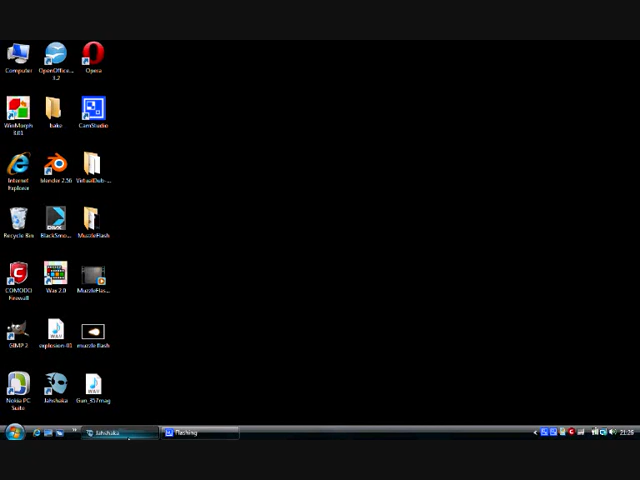 Computer
OpenOffice...
3.2
Opera
WinMorph
3.01
bake
CamStudio
Internet
Explorer
Blender 2.56
VirtualDub-...
Recycle Bin
BlackSmo...
MuzzleFlash
COMODO
Firewall
Wax 2.0
MuzzleFlas...
GIMP 2
explosion-01
muzzle flash
Nokia PC
Suite
Jahshaka
Gun_357mag
Jahshaka
Flashing
21:25